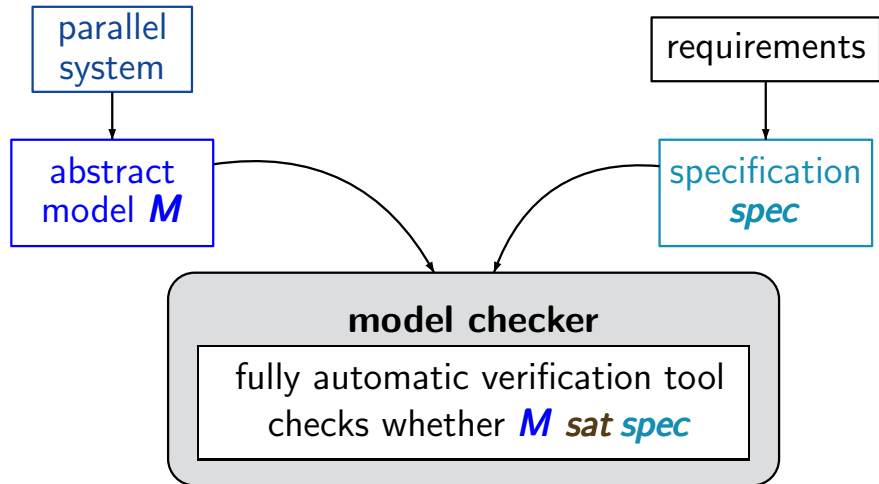 parallel
system
requirements
abstract
model M
specification
spec
model checker
fully automatic verification tool
checks whether M sat spec